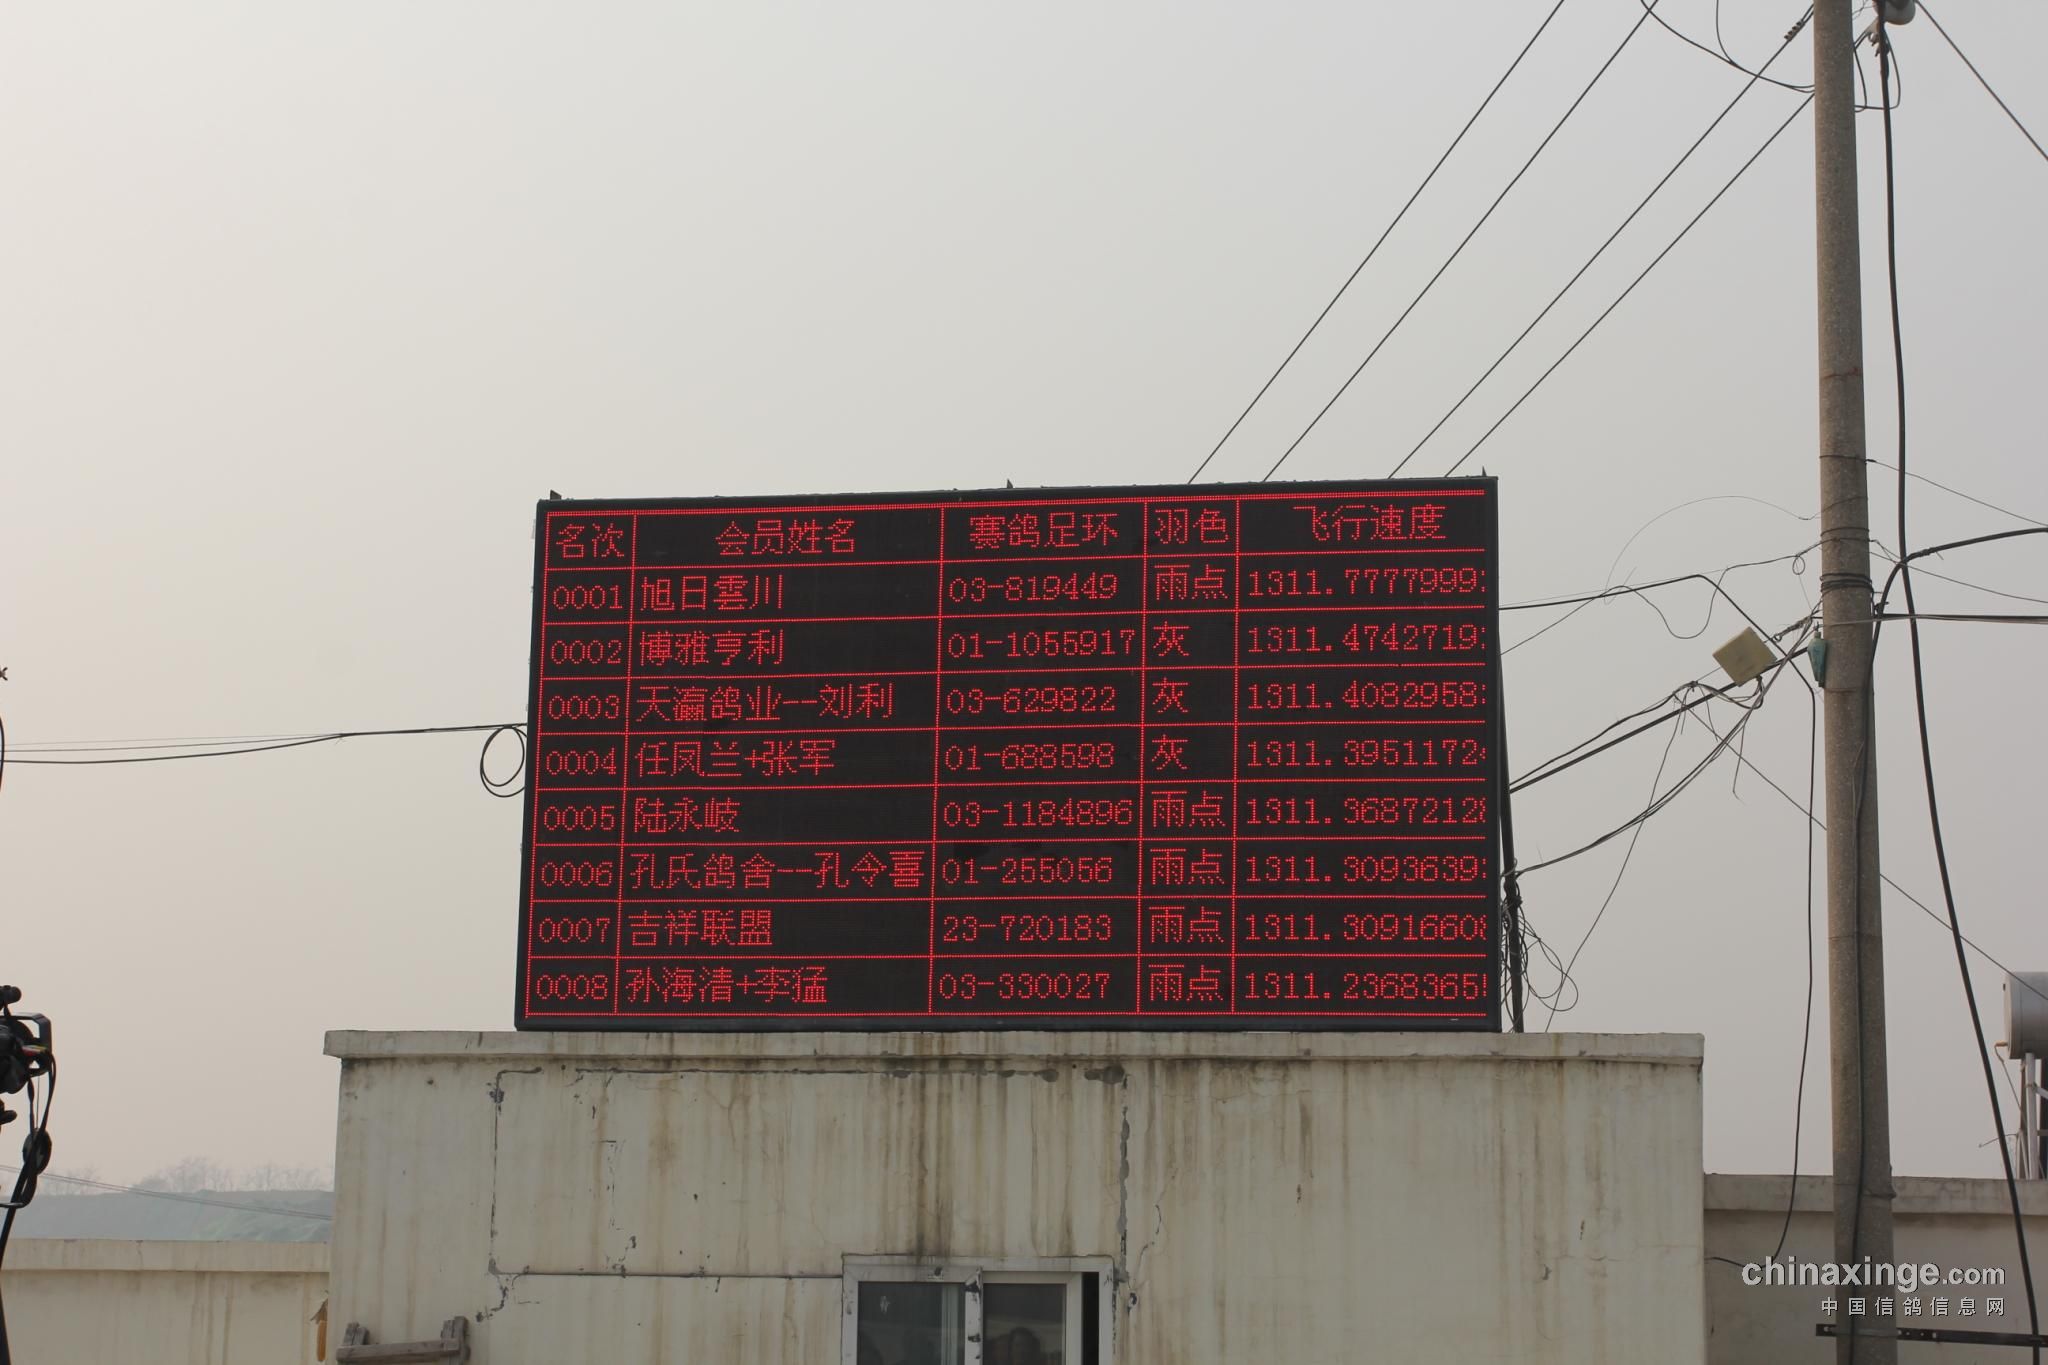 名次 会员姓名 赛鸽足环 羽色 飞行速度
0001 旭日雲川 03-819449 雨点 1311.7777999
0002 博雅亨利 01-1055917 灰 1311.4742719
0003 天瀛鸽业--刘利 03-629822 灰 1311.4082958
0004 任凤兰+张军 01-688598 灰 1311.3951172
0005 陆永岐 03-1184896 雨点 1311.3687212
0006 孔氏鸽舍--孔令喜 01-255056 雨点 1311.3093639
0007 吉祥联盟 23-720183 雨点 1311.3091660
0008 孙海清+李猛 03-330027 雨点 1311.2368365
chinaxinge.com
中国信鸽信息网